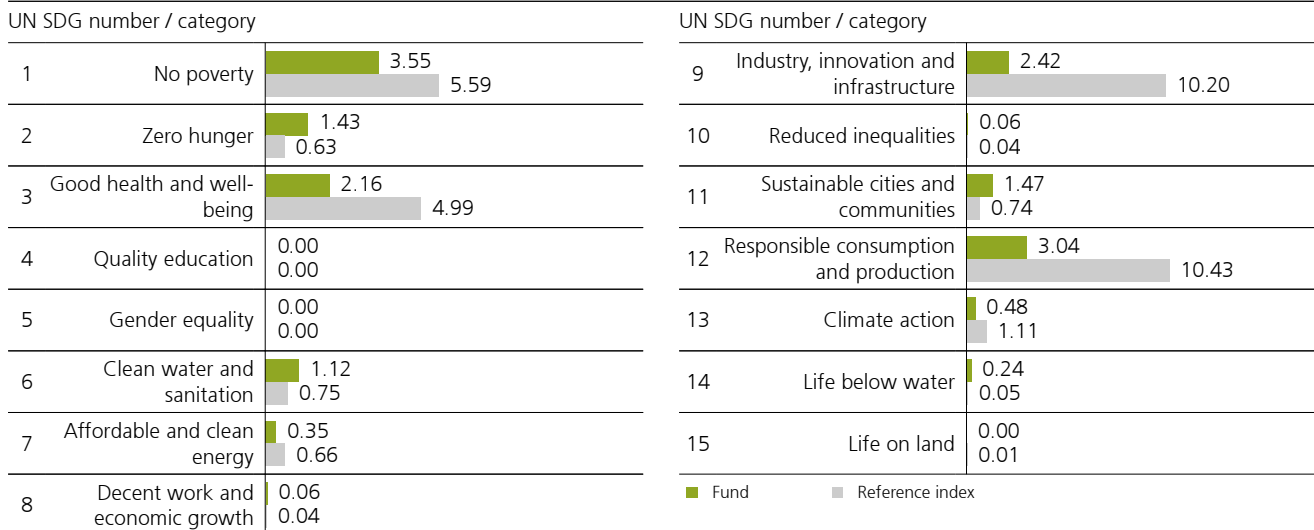 UN SDG number / category
1 No poverty 3.55
5.59
2 Zero hunger 1.43
0.63
3 Good health and well-
being 2.16
4.99
4 Quality education 0.00
0.00
5 Gender equality 0.00
0.00
6 Clean water and
sanitation 1.12
0.75
7 Affordable and clean
energy 0.35
0.66
8 Decent work and
economic growth 0.06
0.04
UN SDG number / category
9 Industry, innovation and
infrastructure 2.42
10.20
10 Reduced inequalities 0.06
0.04
11 Sustainable cities and
communities 1.47
0.74
12 Responsible consumption
and production 3.04
10.43
13 Climate action 0.48
1.11
14 Life below water 0.24
0.05
15 Life on land 0.00
0.01
Fund Reference index